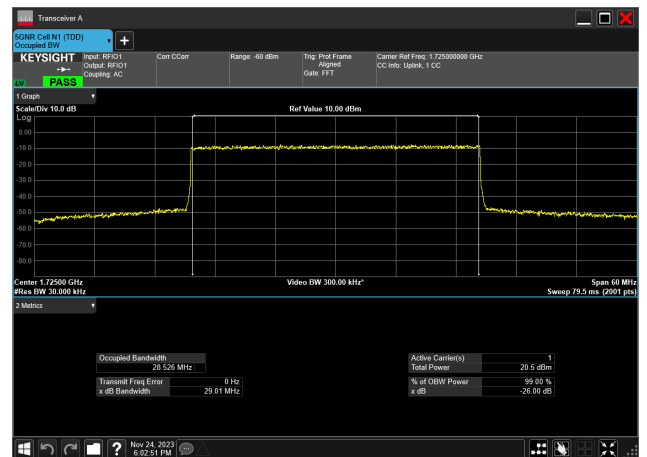 Transceiver A
5GNR Cell N1 (TDD)
Occupied BW
KEYSIGHT Input: RFIO1 Corr CCorr Range: -60 dBm Trig: Prot Frame Carrier Ref Freq: 1.725000000 GHz
Output: RFIO1 Aligned CC Info: Uplink, 1 CC
Coupling: AC Gate: FFT
PASS
1 Graph
Scale/Div 10.0 dB Ref Value 10.00 dBm
Log
0.00
-10.0
-20.0
-30.0
-40.0
-50.0
-60.0
-70.0
-80.0
Center 1.72500 GHz Video BW 300.00 kHz* Span 60 MHz
#Res BW 30.000 kHz Sweep 79.5 ms (2001 pts)
2 Metrics
Occupied Bandwidth Active Carrier(s) 1
28.526 MHz Total Power 20.5 dBm
Transmit Freq Error 0 Hz % of OBW Power 99.00 %
x dB Bandwidth 29.01 MHz x dB -26.00 dB
Nov 24, 2023
6:02:51 PM